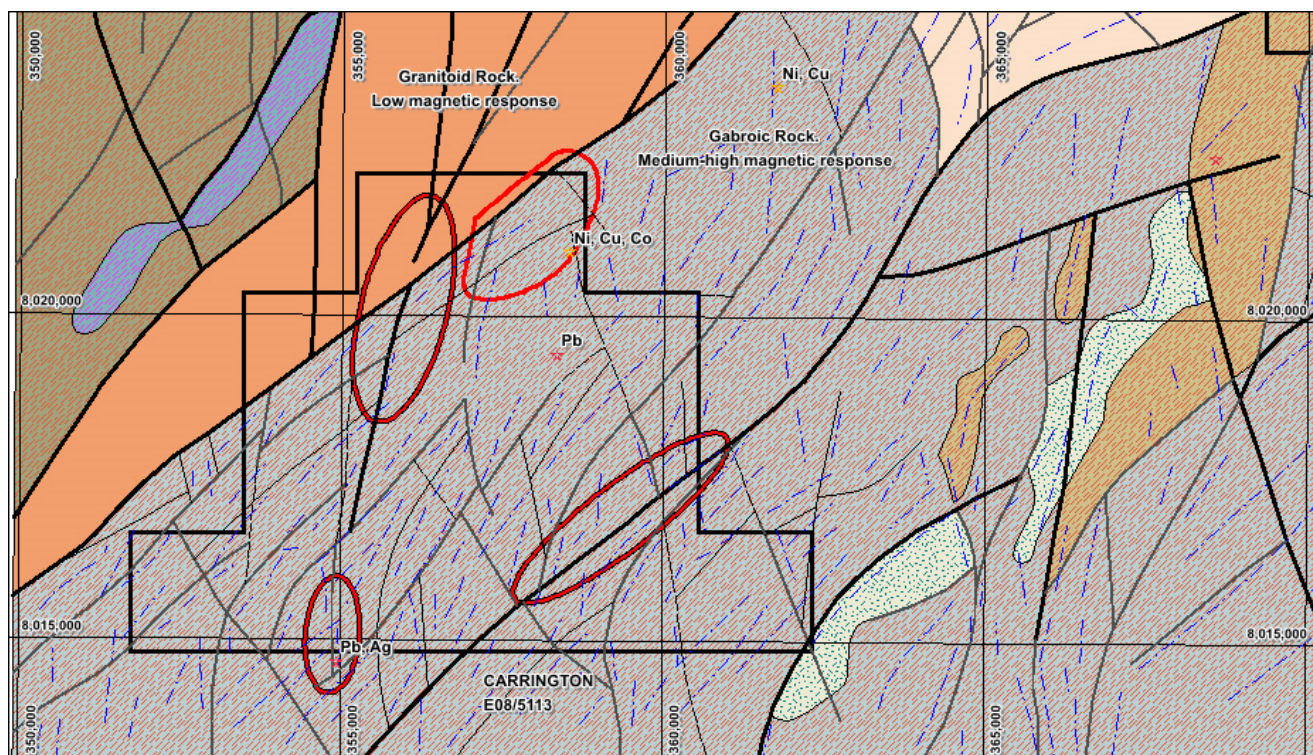 350,000
355,000
360,000
365,000
Granitoid Rock.
Low magnetic response
Ni, Cu
Gabroic Rock.
Medium-high magnetic response
Ni, Cu, Co
8,020,000
8,020,000
Pb
8,015,000
8,015,000
Pb, Ag
CARRINGTON
E08/5113
350,000
355,000
360,000
365,000